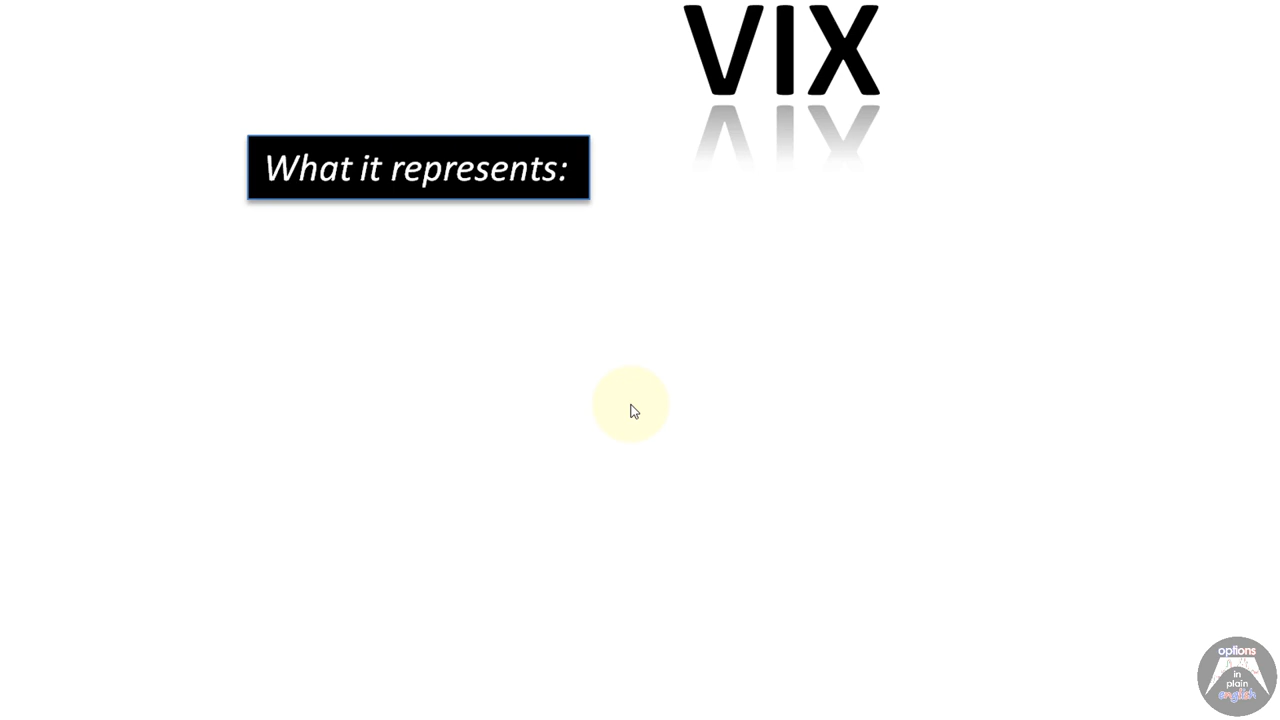 VIX
What it represents:
options
in
plain
english